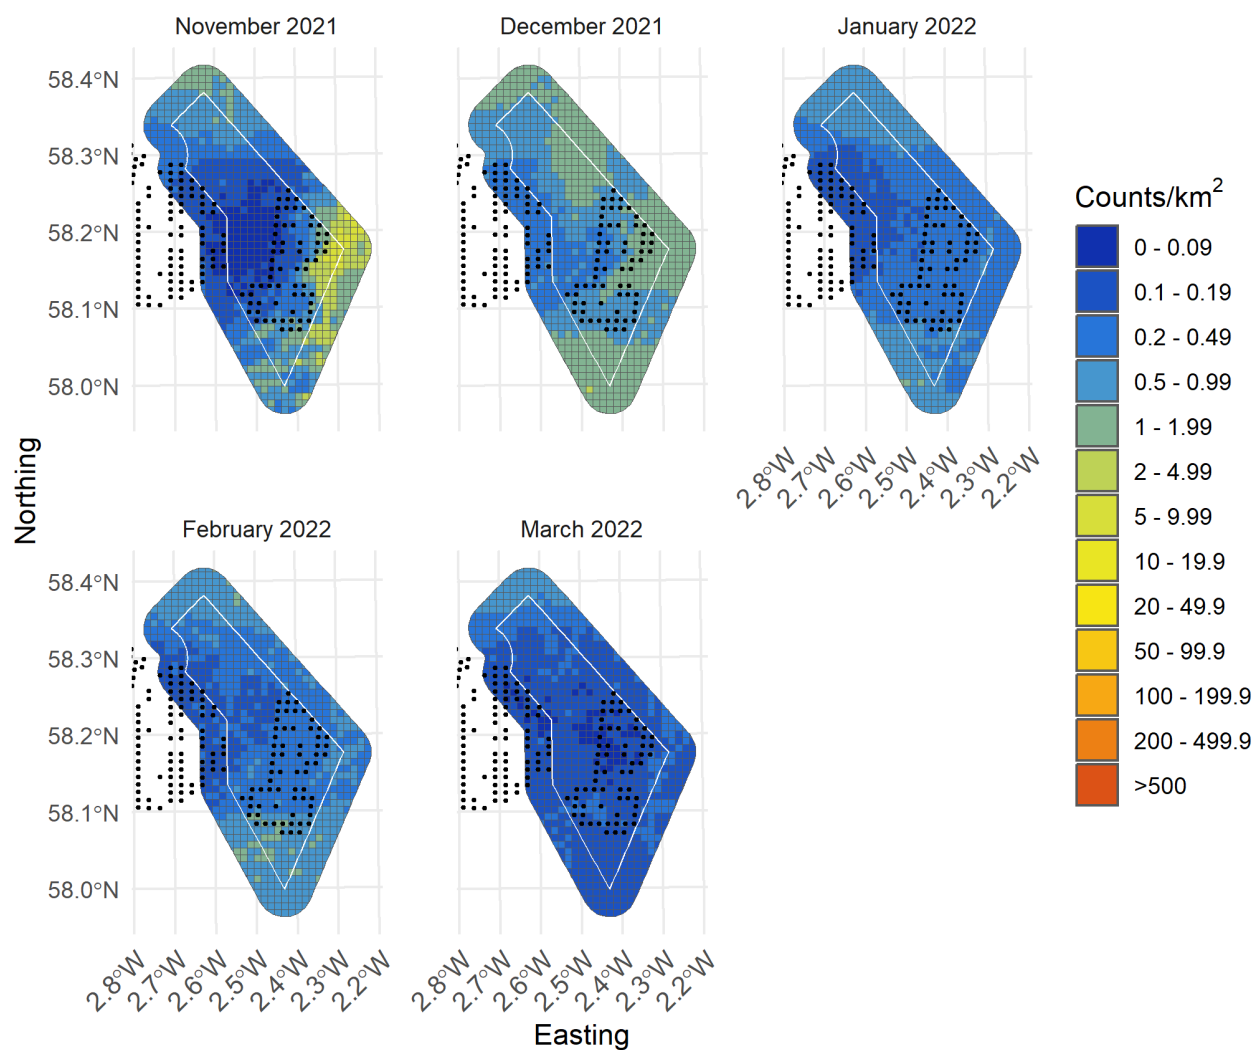 November 2021
December 2021
January 2022
58.4°N
58.3°N
58.2°N
58.1°N
58.0°N
2.8°W
2.7°W
2.6°W
2.5°W
2.4°W
2.3°W
2.2°W
Northing
February 2022
March 2022
58.4°N
58.3°N
58.2°N
58.1°N
58.0°N
2.8°W
2.7°W
2.6°W
2.5°W
2.4°W
2.3°W
2.2°W
2.8°W
2.7°W
2.6°W
2.5°W
2.4°W
2.3°W
2.2°W
Easting
Counts/km²
0 - 0.09
0.1 - 0.19
0.2 - 0.49
0.5 - 0.99
1 - 1.99
2 - 4.99
5 - 9.99
10 - 19.9
20 - 49.9
50 - 99.9
100 - 199.9
200 - 499.9
>500